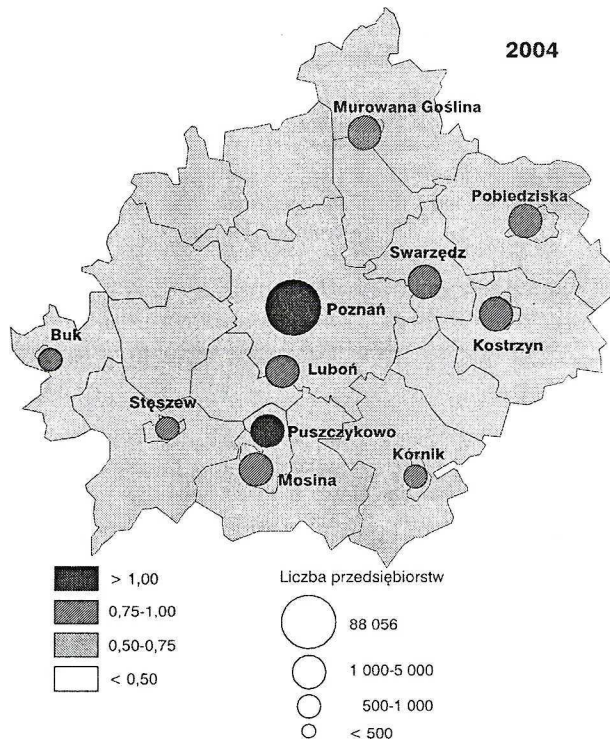 2004
Murowana Goślina
Pobiedziska
Swarzędz
Poznań
Kostrzyn
Buk
Luboń
Stęszew
Puszczykowo
Kórnik
Mosina
> 1,00
0,75-1,00
0,50-0,75
< 0,50
Liczba przedsiębiorstw
88 056
1 000-5 000
500-1 000
< 500